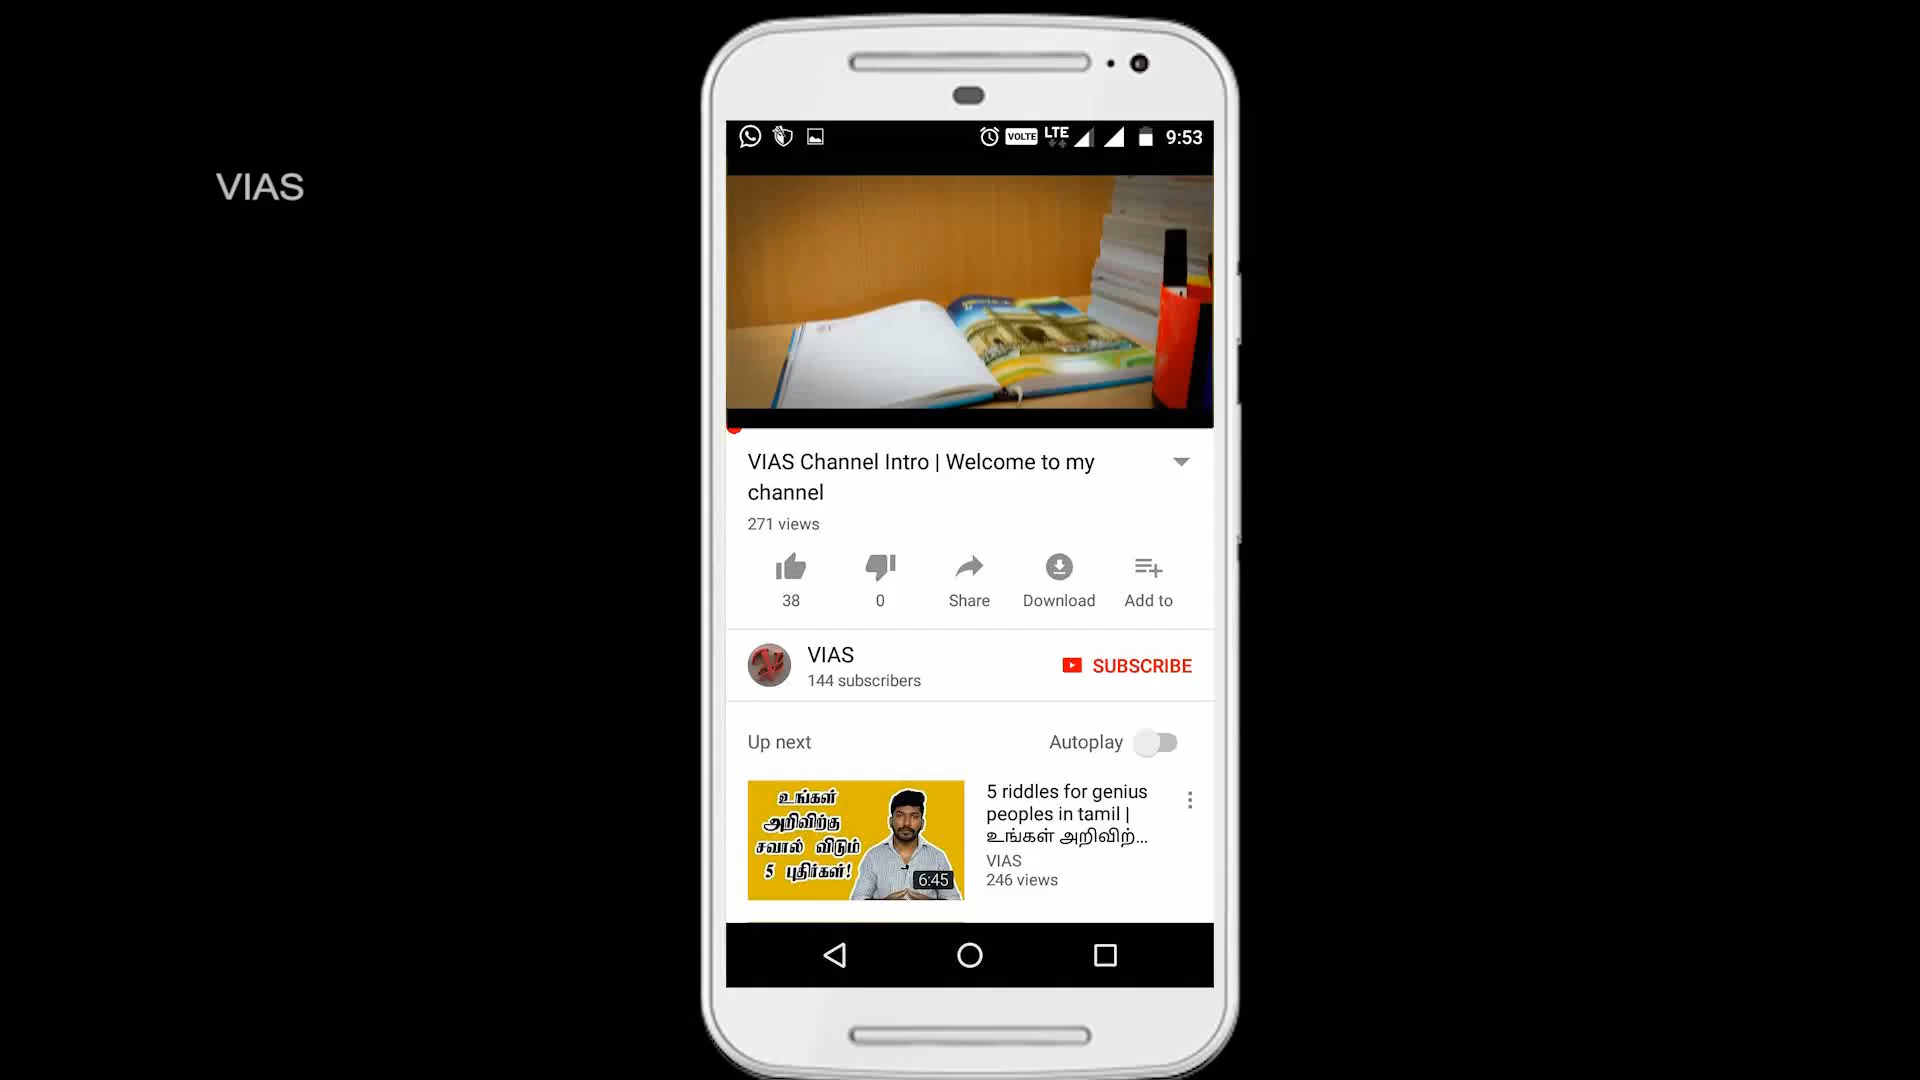 VOLTE LTE 9:53
VIAS
VIAS Channel Intro | Welcome to my
channel
271 views
38 0 Share Download Add to
VIAS
144 subscribers
SUBSCRIBE
Up next
Autoplay
உங்கள்
அறிவிற்கு
சவால் விடும்
5 புதிர்கள்!
6:45
5 riddles for genius
peoples in tamil |
உங்கள் அறிவிற்...
VIAS
246 views